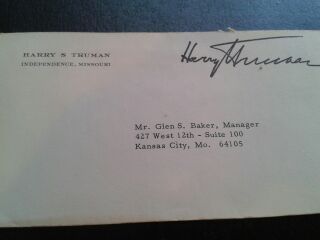 HARRY S TRUMAN
INDEPENDENCE, MISSOURI
Harry Truman
Mr. Glen S. Baker, Manager
427 West 12th - Suite 100
Kansas City, Mo. 64105